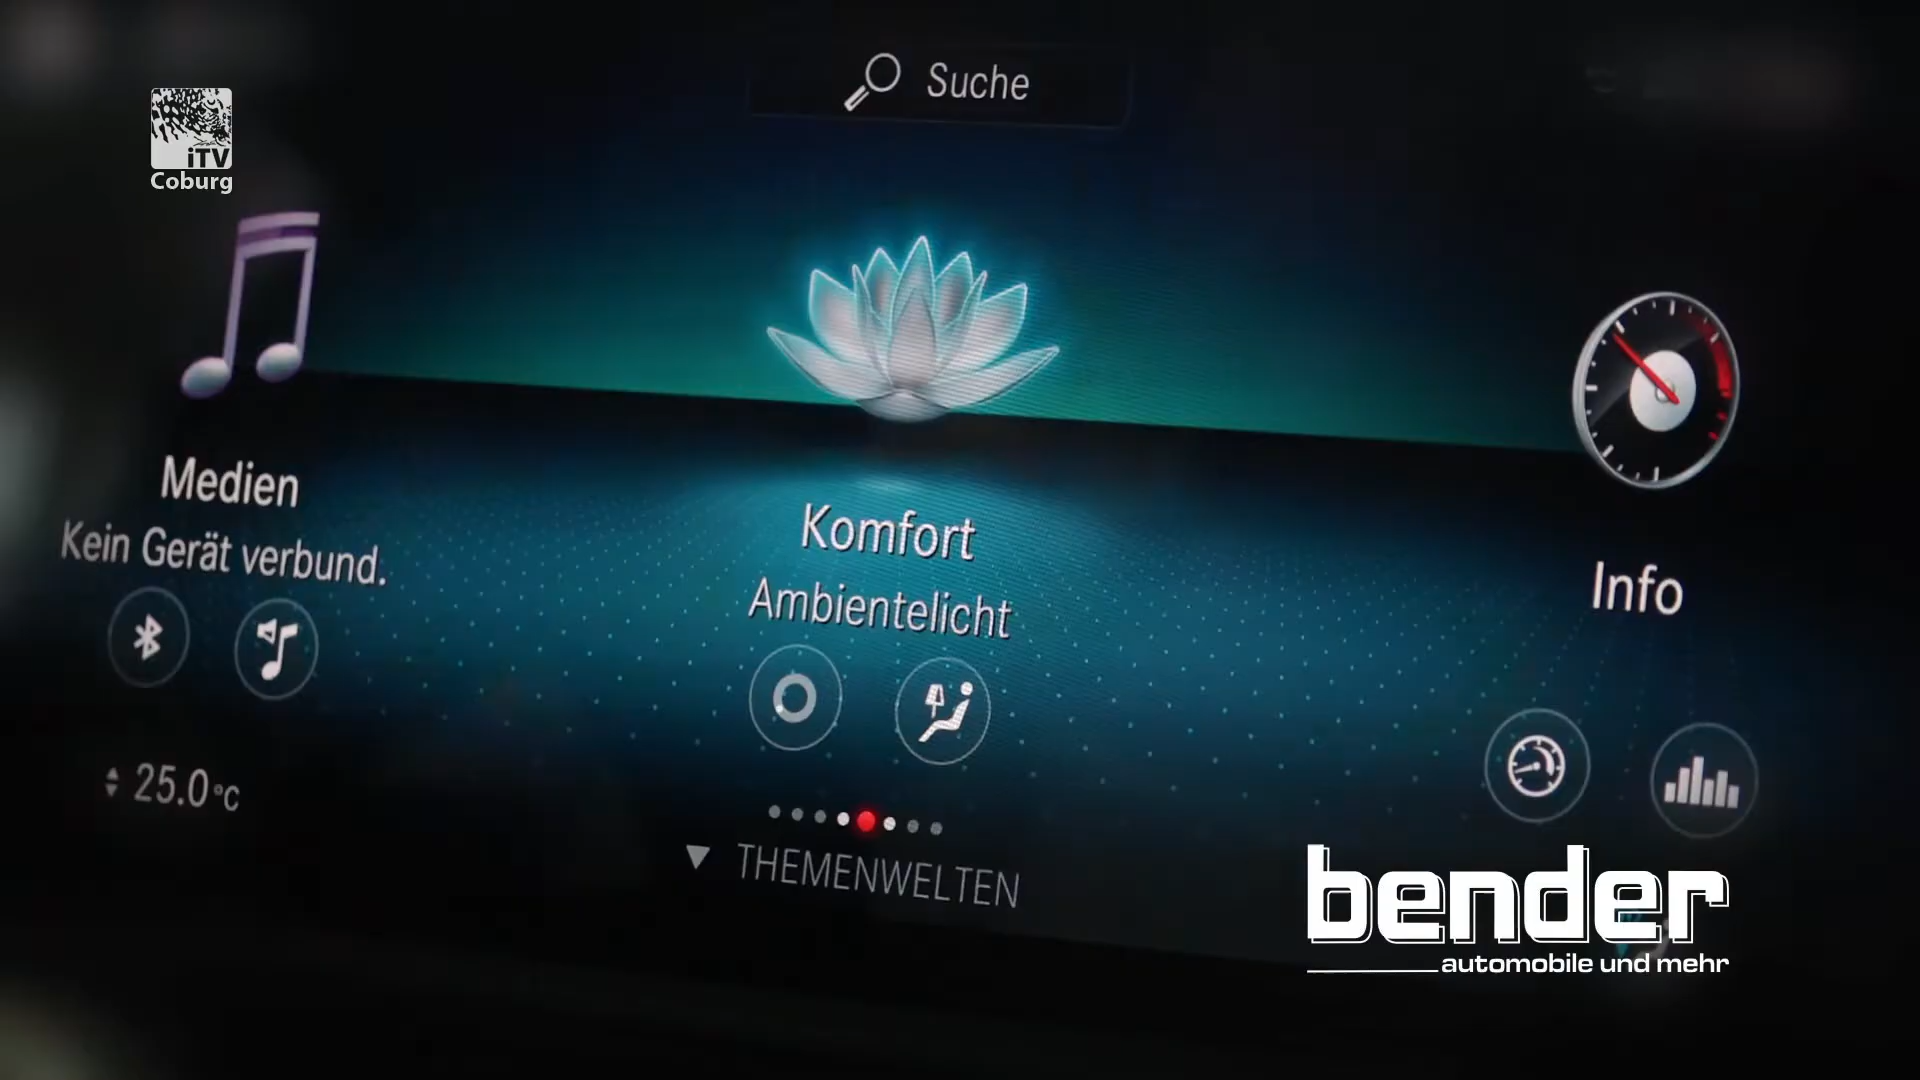 Suche
iTV
Coburg
Medien
Kein Gerät verbund.
Komfort
Ambientelicht
Info
25.0 °C
THEMENWELTEN
bender
automobile und mehr